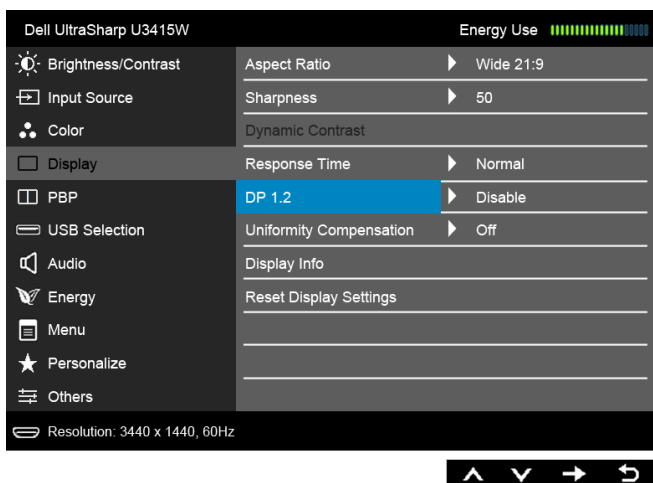 Dell UltraSharp U3415W Energy Use
Brightness/Contrast
Input Source
Color
Display
PBP
USB Selection
Audio
Energy
Menu
Personalize
Others
Aspect Ratio Wide 21:9
Sharpness 50
Dynamic Contrast
Response Time Normal
DP 1.2 Disable
Uniformity Compensation Off
Display Info
Reset Display Settings
Resolution: 3440 x 1440, 60Hz